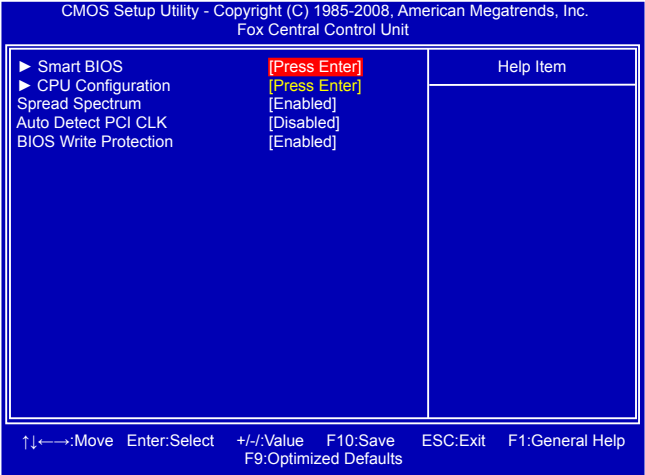 CMOS Setup Utility - Copyright (C) 1985-2008, American Megatrends, Inc.
Fox Central Control Unit
► Smart BIOS [Press Enter] Help Item
► CPU Configuration [Press Enter]
Spread Spectrum [Enabled]
Auto Detect PCI CLK [Disabled]
BIOS Write Protection [Enabled]
↑↓←→:Move Enter:Select +/-/:Value F10:Save ESC:Exit F1:General Help
F9:Optimized Defaults